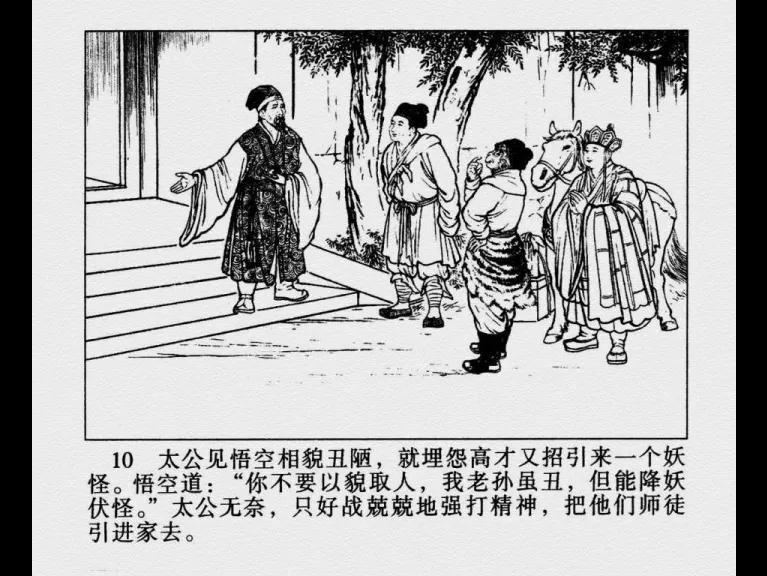 10 太公见悟空相貌丑陋，就埋怨高才又招引来一个妖
怪。悟空道：“你不要以貌取人，我老孙虽丑，但能降妖
伏怪。”太公无奈，只好战兢兢地强打精神，把他们师徒
引进家去。